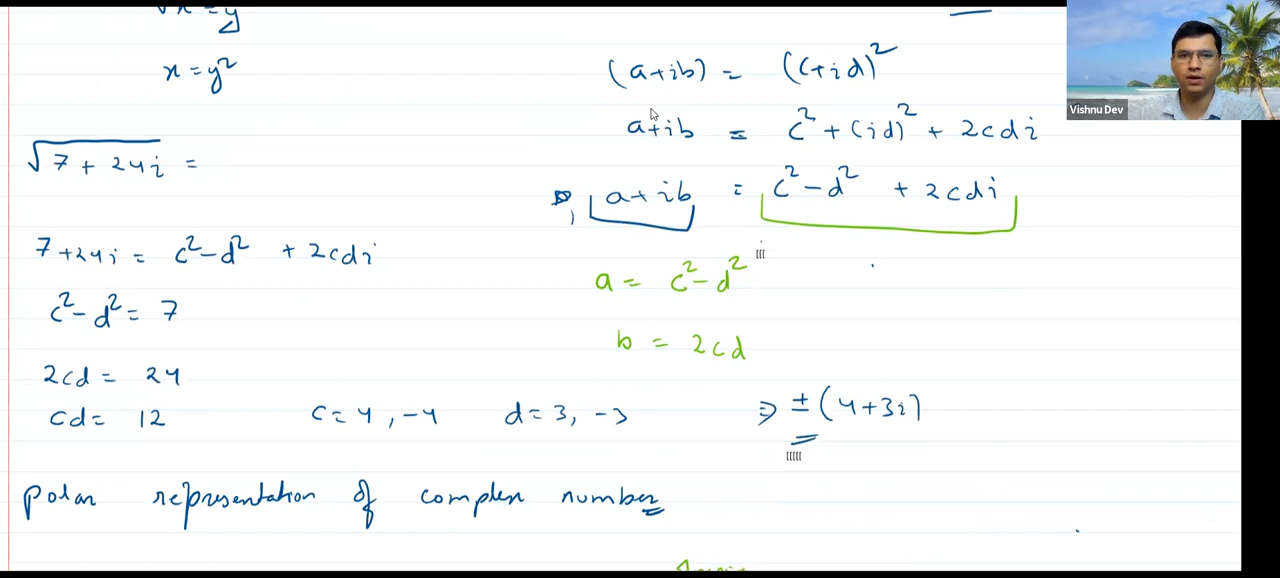 √x = y
x = y²
√7 + 24i =
7 + 24i = c² - d² + 2cdi
c² - d² = 7
2cd = 24
cd = 12 c = 4, -4 d = 3, -3 ⇒ ± (4 + 3i)
(a + ib) = (c + id)²
a + ib = c² + (id)² + 2cdi
a + ib = c² - d² + 2cdi
a = c² - d²
b = 2cd
polar representation of complex number
Vishnu Dev